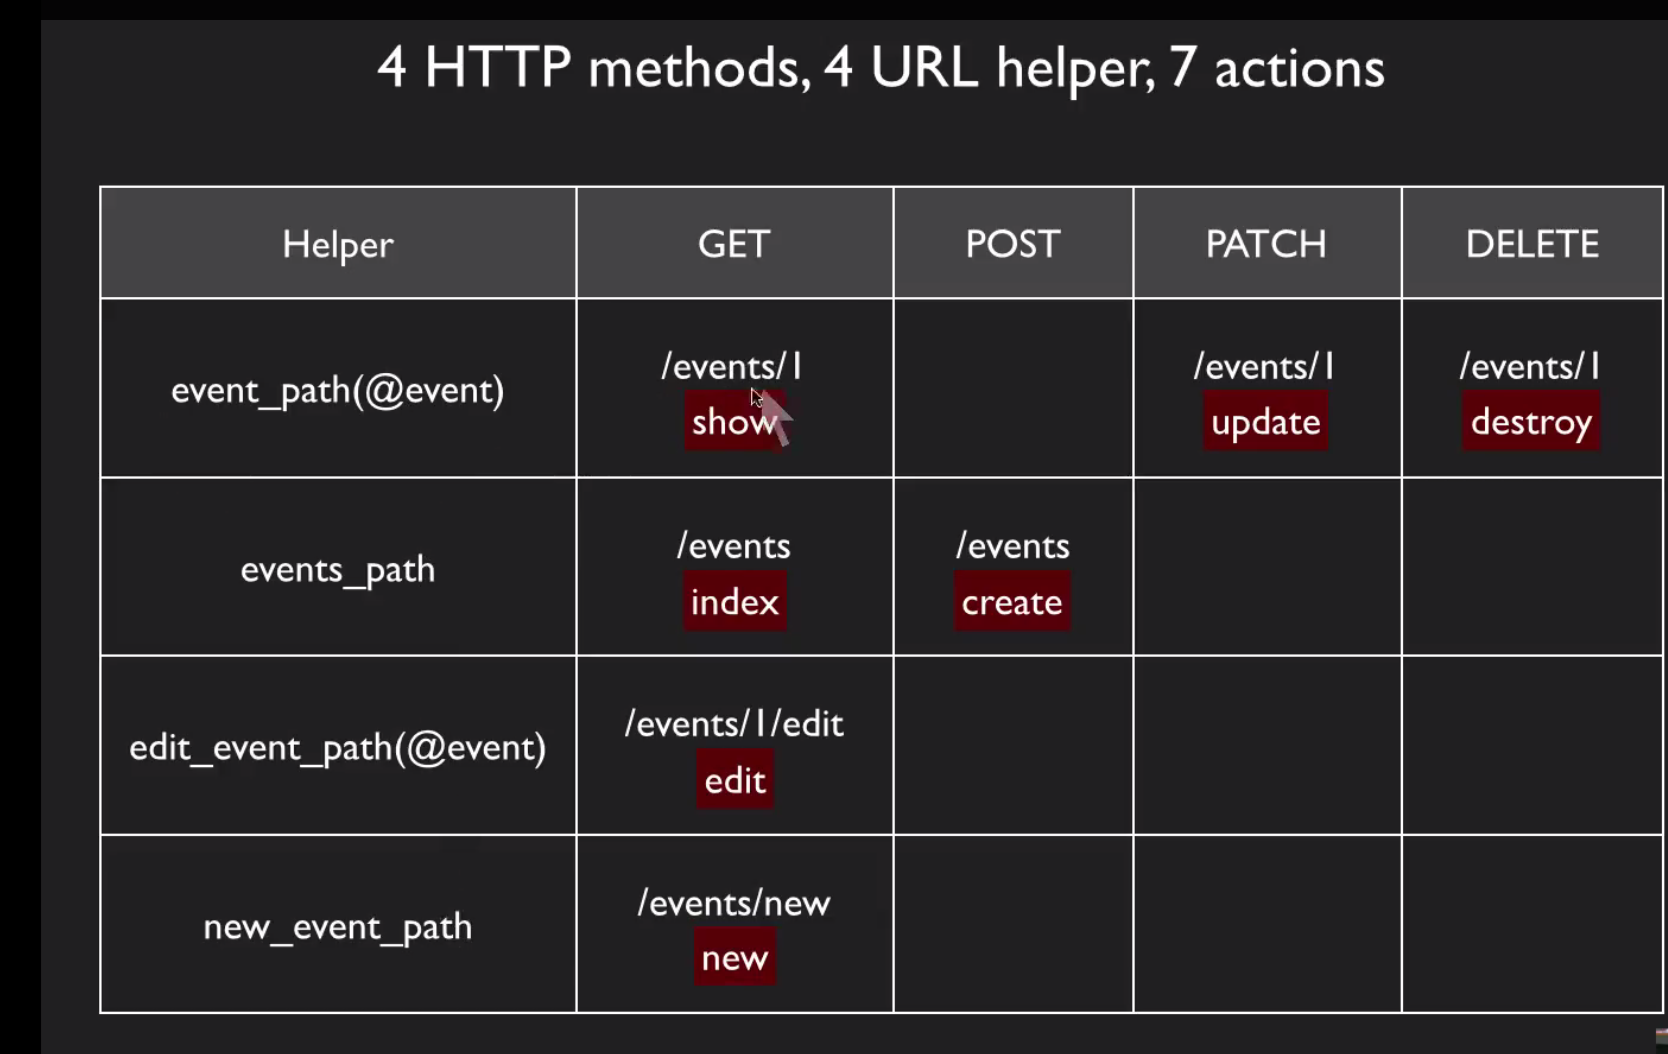 4 HTTP methods, 4 URL helper, 7 actions
Helper GET POST PATCH DELETE
event_path(@event)
/events/1
show
/events/1
update
/events/1
destroy
events_path
/events
index
/events
create
edit_event_path(@event)
/events/1/edit
edit
new_event_path
/events/new
new